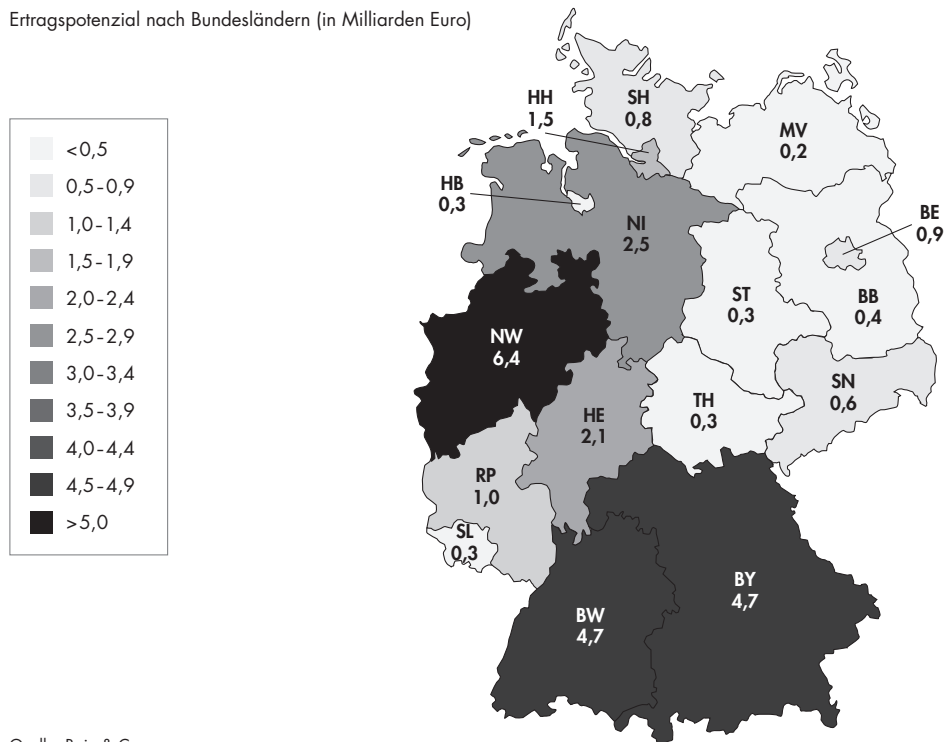 Ertragspotenzial nach Bundesländern (in Milliarden Euro)
<0,5
0,5-0,9
1,0-1,4
1,5-1,9
2,0-2,4
2,5-2,9
3,0-3,4
3,5-3,9
4,0-4,4
4,5-4,9
>5,0
HH
1,5
SH
0,8
MV
0,2
HB
0,3
NI
2,5
BE
0,9
ST
0,3
BB
0,4
NW
6,4
SN
0,6
TH
0,3
HE
2,1
RP
1,0
SL
0,3
BY
4,7
BW
4,7